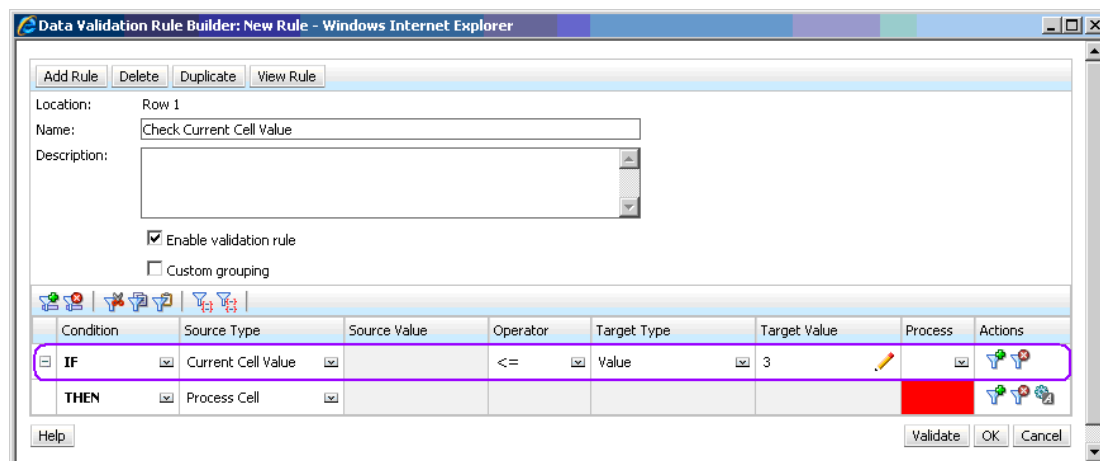 Data Validation Rule Builder: New Rule - Windows Internet Explorer
Add Rule Delete Duplicate View Rule
Location: Row 1
Name: Check Current Cell Value
Description:
Enable validation rule
Custom grouping
Condition Source Type Source Value Operator Target Type Target Value Process Actions
IF Current Cell Value <= Value 3
THEN Process Cell
Help Validate OK Cancel